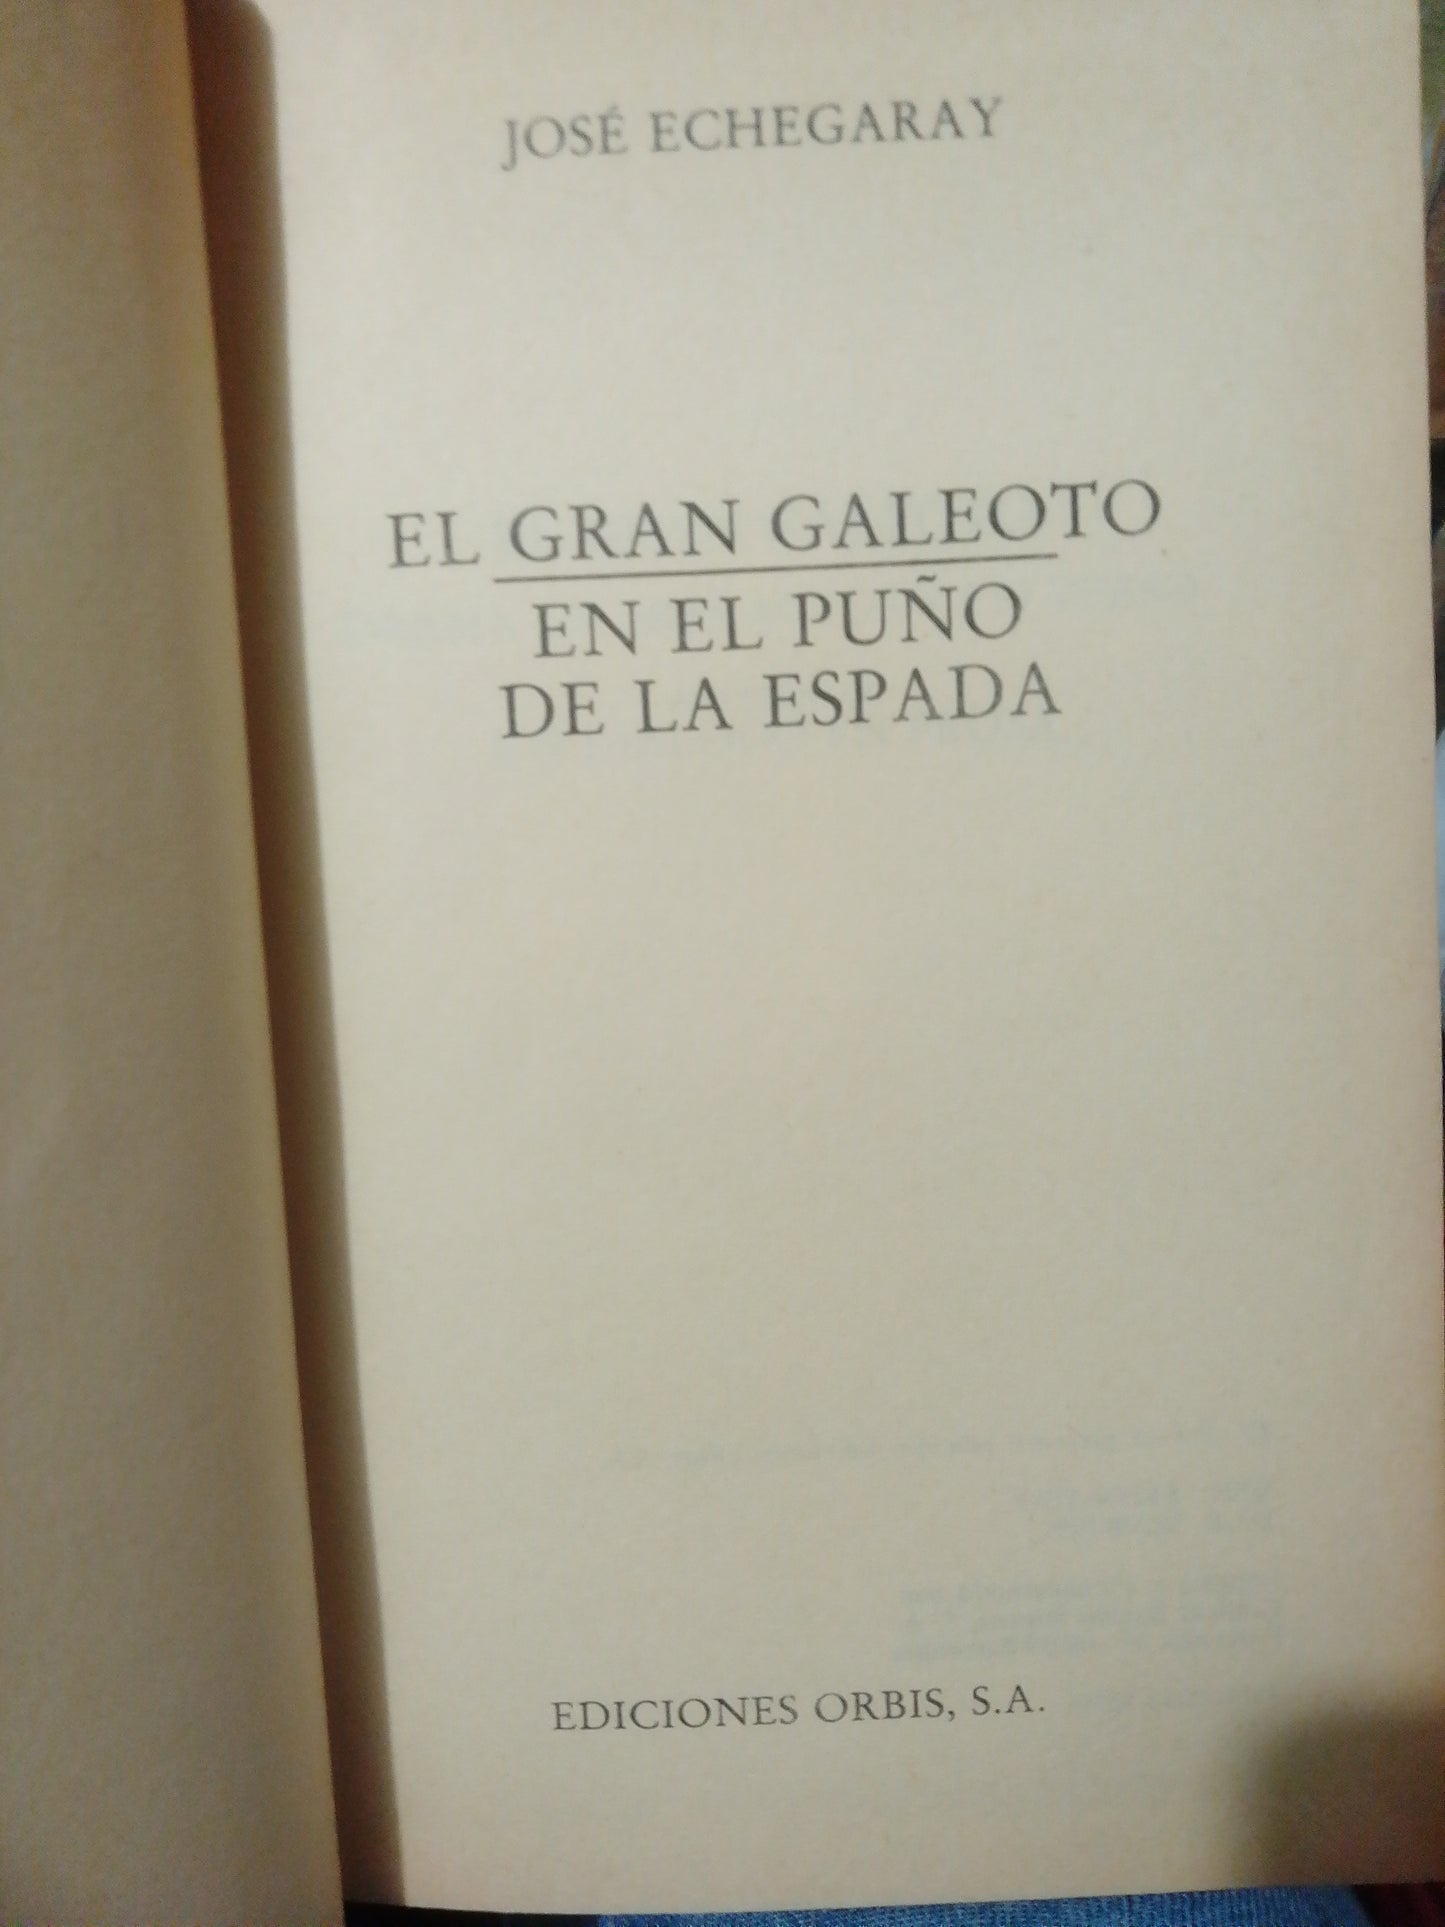 JOSÉ ECHEGARAY
EL GRAN GALEOTO
EN EL PUÑO
DE LA ESPADA
EDICIONES ORBIS, S.A.